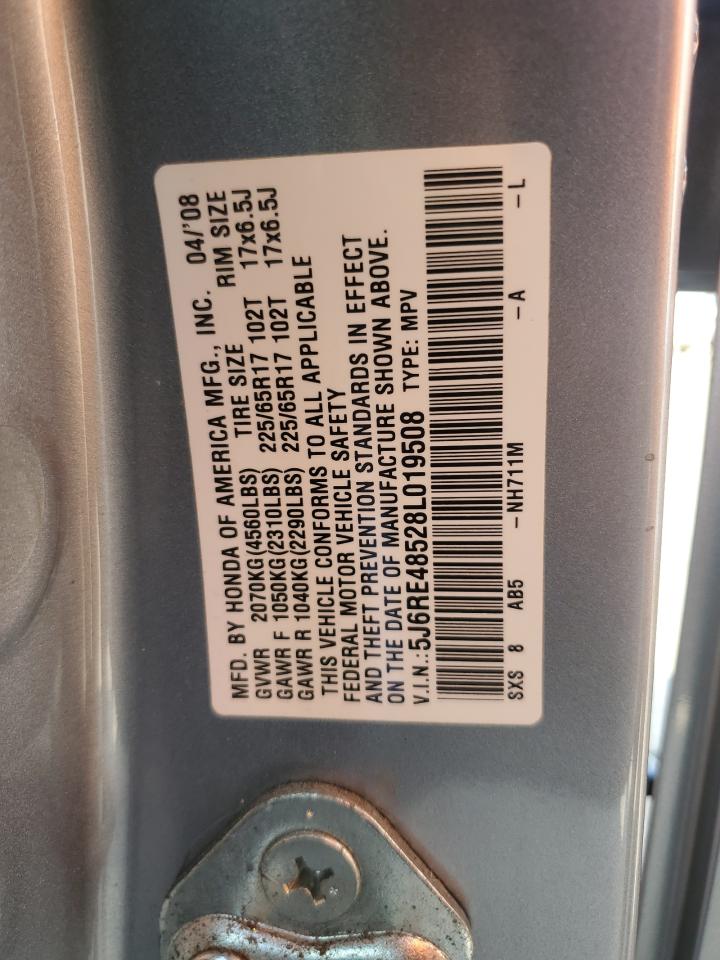 MFD. BY HONDA OF AMERICA MFG., INC. 04/'08
TIRE SIZE RIM SIZE
GVWR 2070KG(4560LBS)
GAWR F 1050KG(2310LBS) 225/65R17 102T 17x6.5J
GAWR R 1040KG(2290LBS) 225/65R17 102T 17x6.5J
THIS VEHICLE CONFORMS TO ALL APPLICABLE
FEDERAL MOTOR VEHICLE SAFETY
AND THEFT PREVENTION STANDARDS IN EFFECT
ON THE DATE OF MANUFACTURE SHOWN ABOVE.
V.I.N.:5J6RE48528L019508 TYPE: MPV
SXS 8 AB5 -NH711M -A -L